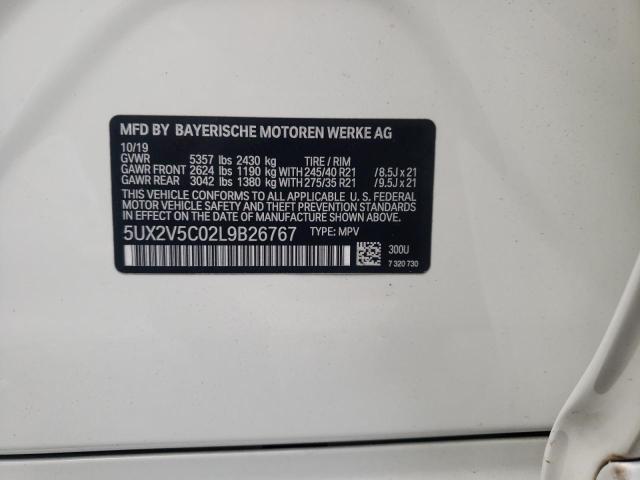 MFD BY BAYERISCHE MOTOREN WERKE AG
10/19
GVWR 5357 lbs 2430 kg TIRE / RIM
GAWR FRONT 2624 lbs 1190 kg WITH 245/40 R21 /8.5J x 21
GAWR REAR 3042 lbs 1380 kg WITH 275/35 R21 /9.5J x 21
THIS VEHICLE CONFORMS TO ALL APPLICABLE U. S. FEDERAL
MOTOR VEHICLE SAFETY AND THEFT PREVENTION STANDARDS IN
EFFECT ON THE DATE OF MANUFACTURE SHOWN ABOVE.
5UX2V5C02L9B26767 TYPE: MPV
300U
7 320 730